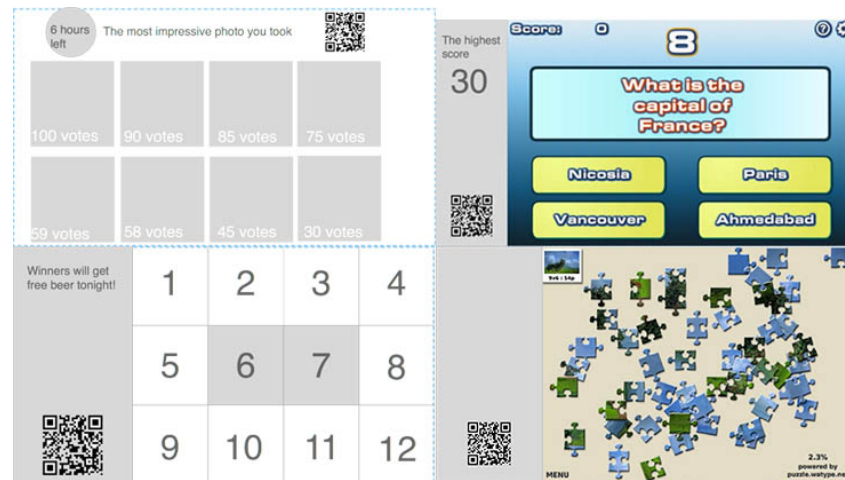 6 hours
left
The most impressive photo you took
100 votes
90 votes
85 votes
75 votes
59 votes
58 votes
45 votes
30 votes
The highest
score
30
Score:
0
8
What is the
capital of
France?
Nicosia
Paris
Vancouver
Ahmedabad
Winners will get
free beer tonight!
1
2
3
4
5
6
7
8
9
10
11
12
MENU
2.3%
powered by
puzzle.watype.ne